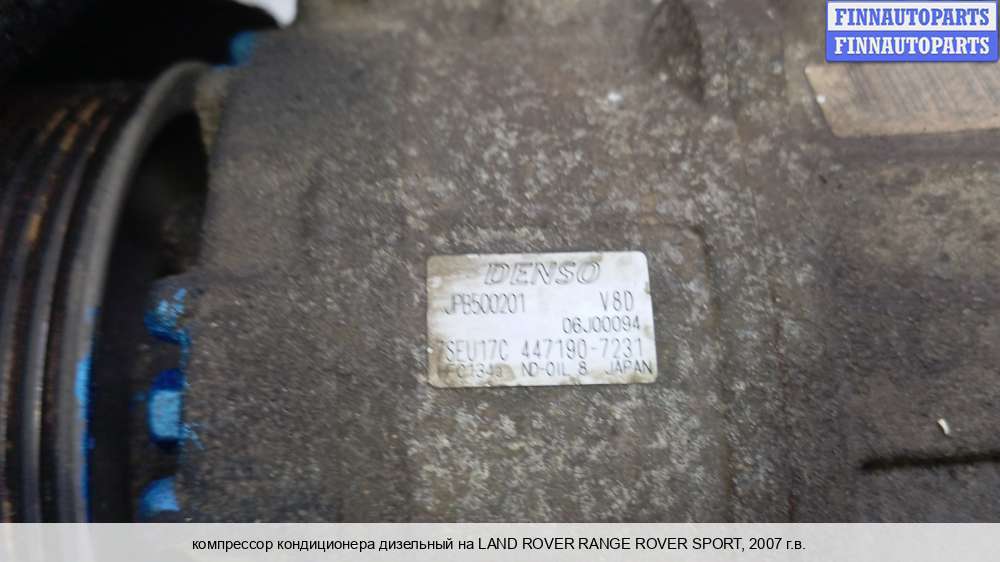 FINNAUTOPARTS
FINNAUTOPARTS
DENSO
JPB500201 V8D
06J00094
7SEU17C 447190-7231
ND-OIL 8 JAPAN
компрессор кондиционера дизельный на LAND ROVER RANGE ROVER SPORT, 2007 г.в.